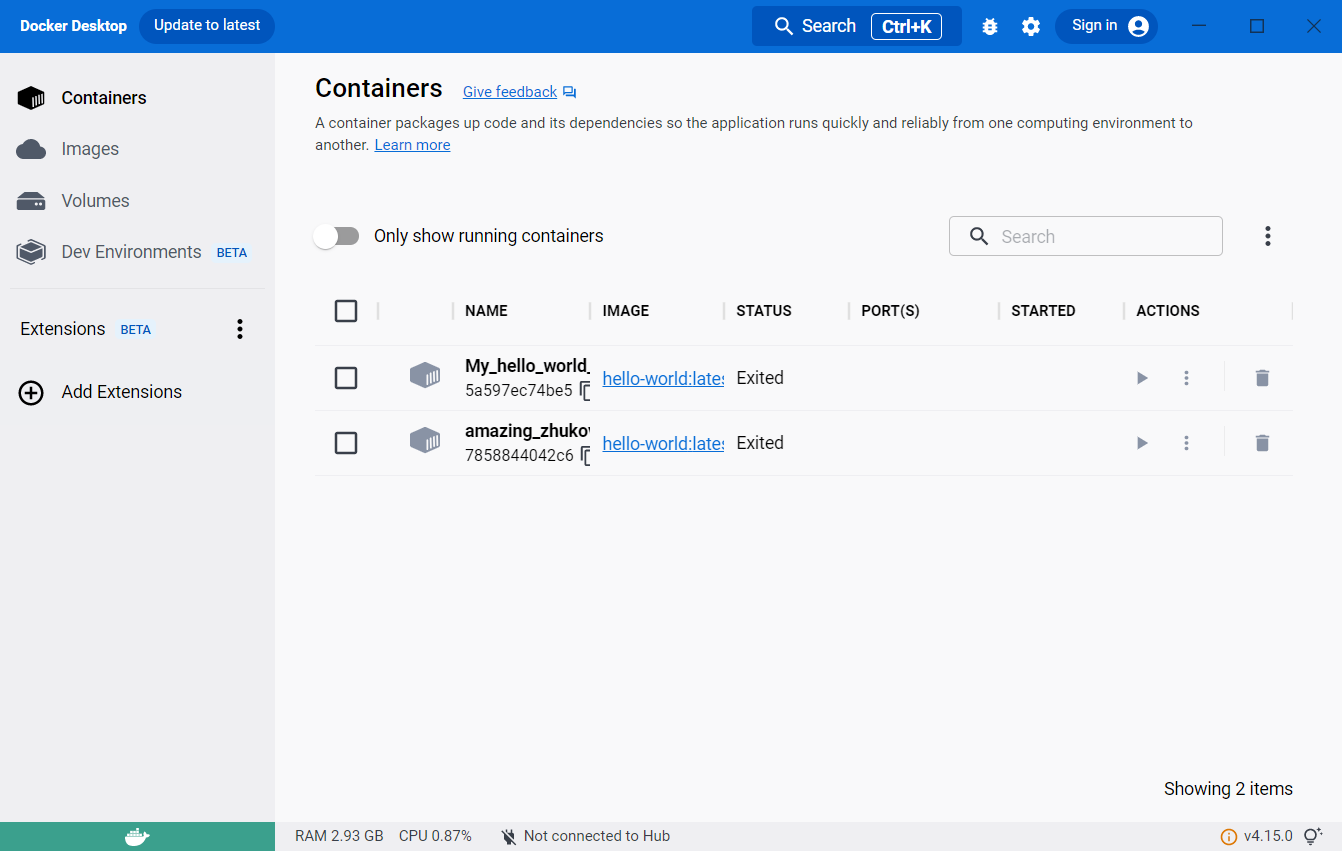 Docker Desktop
Update to latest
Search
Ctrl+K
Sign in
Containers
Images
Volumes
Dev Environments BETA
Extensions BETA
Add Extensions
Containers
Give feedback
A container packages up code and its dependencies so the application runs quickly and reliably from one computing environment to
another. Learn more
Only show running containers
Search
NAME IMAGE STATUS PORT(S) STARTED ACTIONS
My_hello_world_
5a597ec74be5
hello-world:lates
Exited
amazing_zhukov
7858844042c6
hello-world:lates
Exited
Showing 2 items
RAM 2.93 GB CPU 0.87% Not connected to Hub
v4.15.0